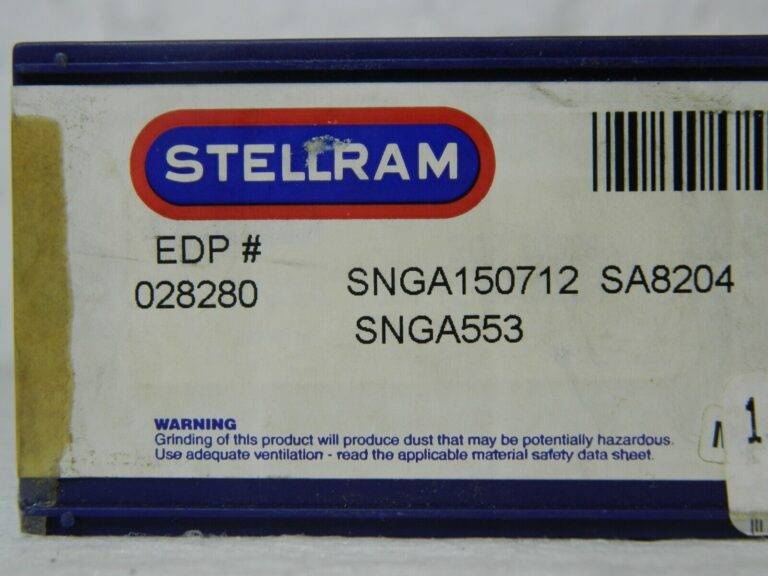 STELLRAM
EDP #
028280
SNGA150712 SA8204
SNGA553
WARNING
Grinding of this product will produce dust that may be potentially hazardous.
Use adequate ventilation - read the applicable material safety data sheet.
1